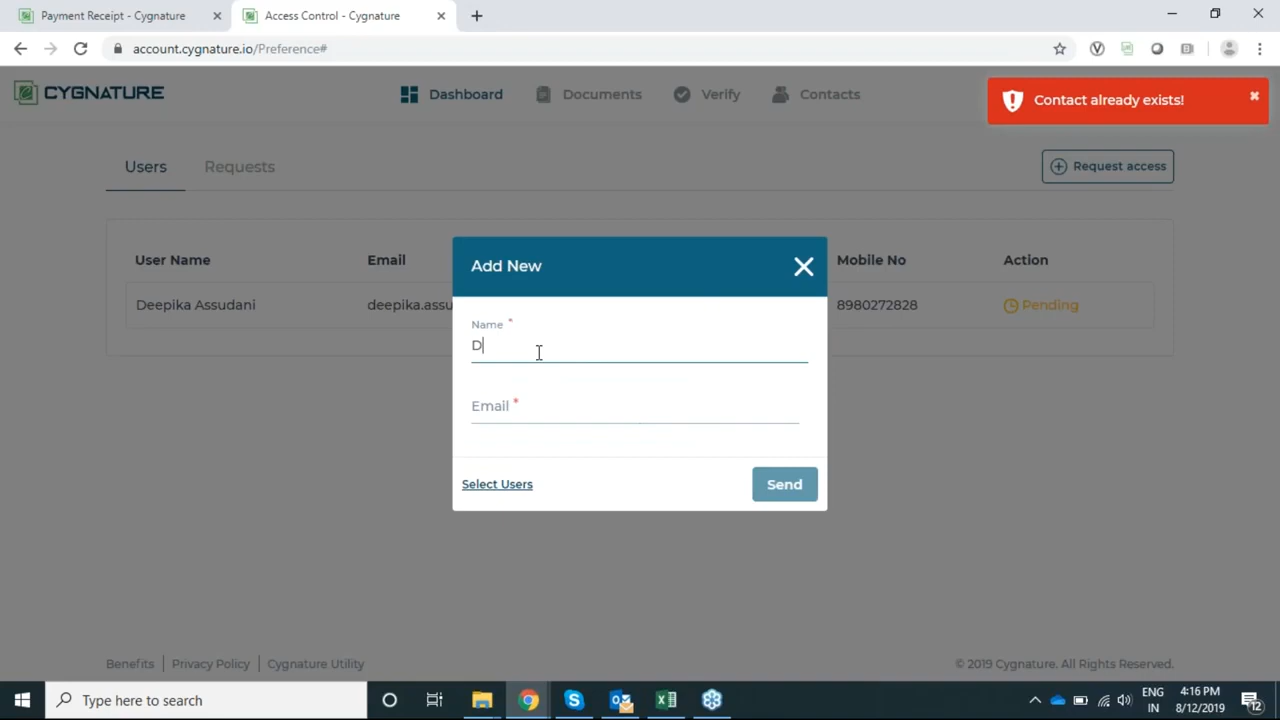 Payment Receipt - Cygnature
Access Control - Cygnature
account.cygnature.io/Preference#
CYGNATURE
Dashboard
Documents
Verify
Contacts
Contact already exists!
Users
Requests
Request access
User Name
Email
Mobile No
Action
Deepika Assudani
deepika.assu
8980272828
Pending
Add New
Name *
D
Email *
Select Users
Send
Benefits
Privacy Policy
Cygnature Utility
© 2019 Cygnature. All Rights Reserved.
Type here to search
ENG
IN
4:16 PM
8/12/2019
12